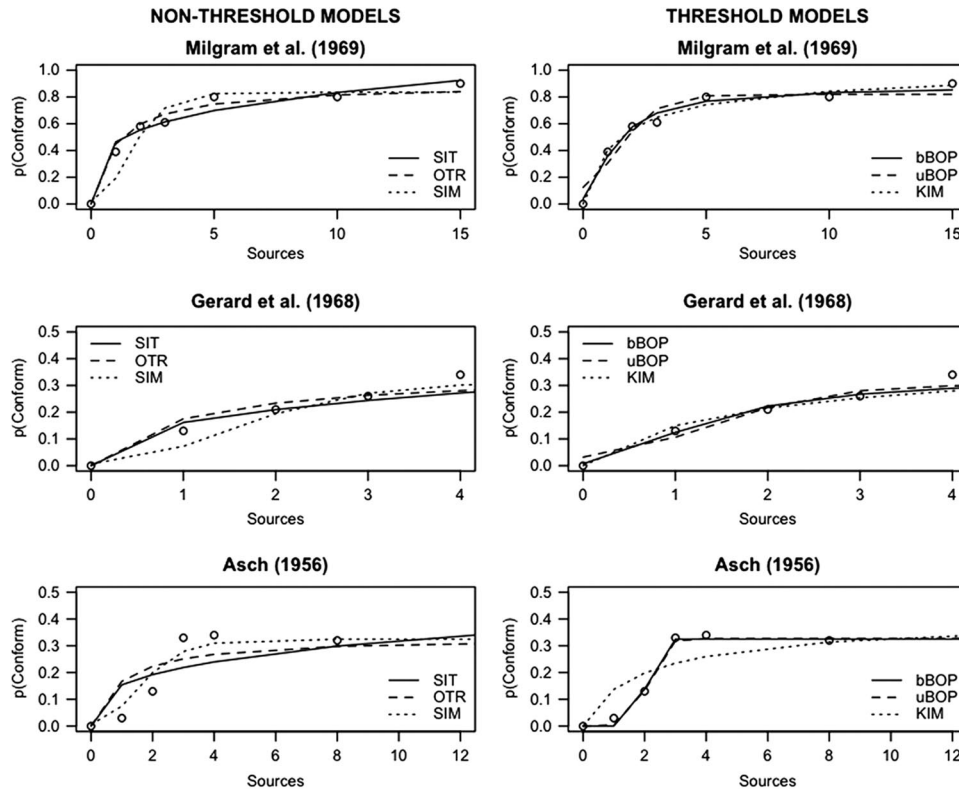 NON-THRESHOLD MODELS
THRESHOLD MODELS
Milgram et al. (1969)
p(Conform)
1.0
0.8
0.6
0.4
0.2
0.0
SIT
OTR
SIM
0 5 10 15
Sources
Milgram et al. (1969)
p(Conform)
1.0
0.8
0.6
0.4
0.2
0.0
bBOP
uBOP
KIM
0 5 10 15
Sources
Gerard et al. (1968)
p(Conform)
0.5
0.4
0.3
0.2
0.1
0.0
SIT
OTR
SIM
0 1 2 3 4
Sources
Gerard et al. (1968)
p(Conform)
0.5
0.4
0.3
0.2
0.1
0.0
bBOP
uBOP
KIM
0 1 2 3 4
Sources
Asch (1956)
p(Conform)
0.5
0.4
0.3
0.2
0.1
0.0
SIT
OTR
SIM
0 2 4 6 8 10 12
Sources
Asch (1956)
p(Conform)
0.5
0.4
0.3
0.2
0.1
0.0
bBOP
uBOP
KIM
0 2 4 6 8 10 12
Sources